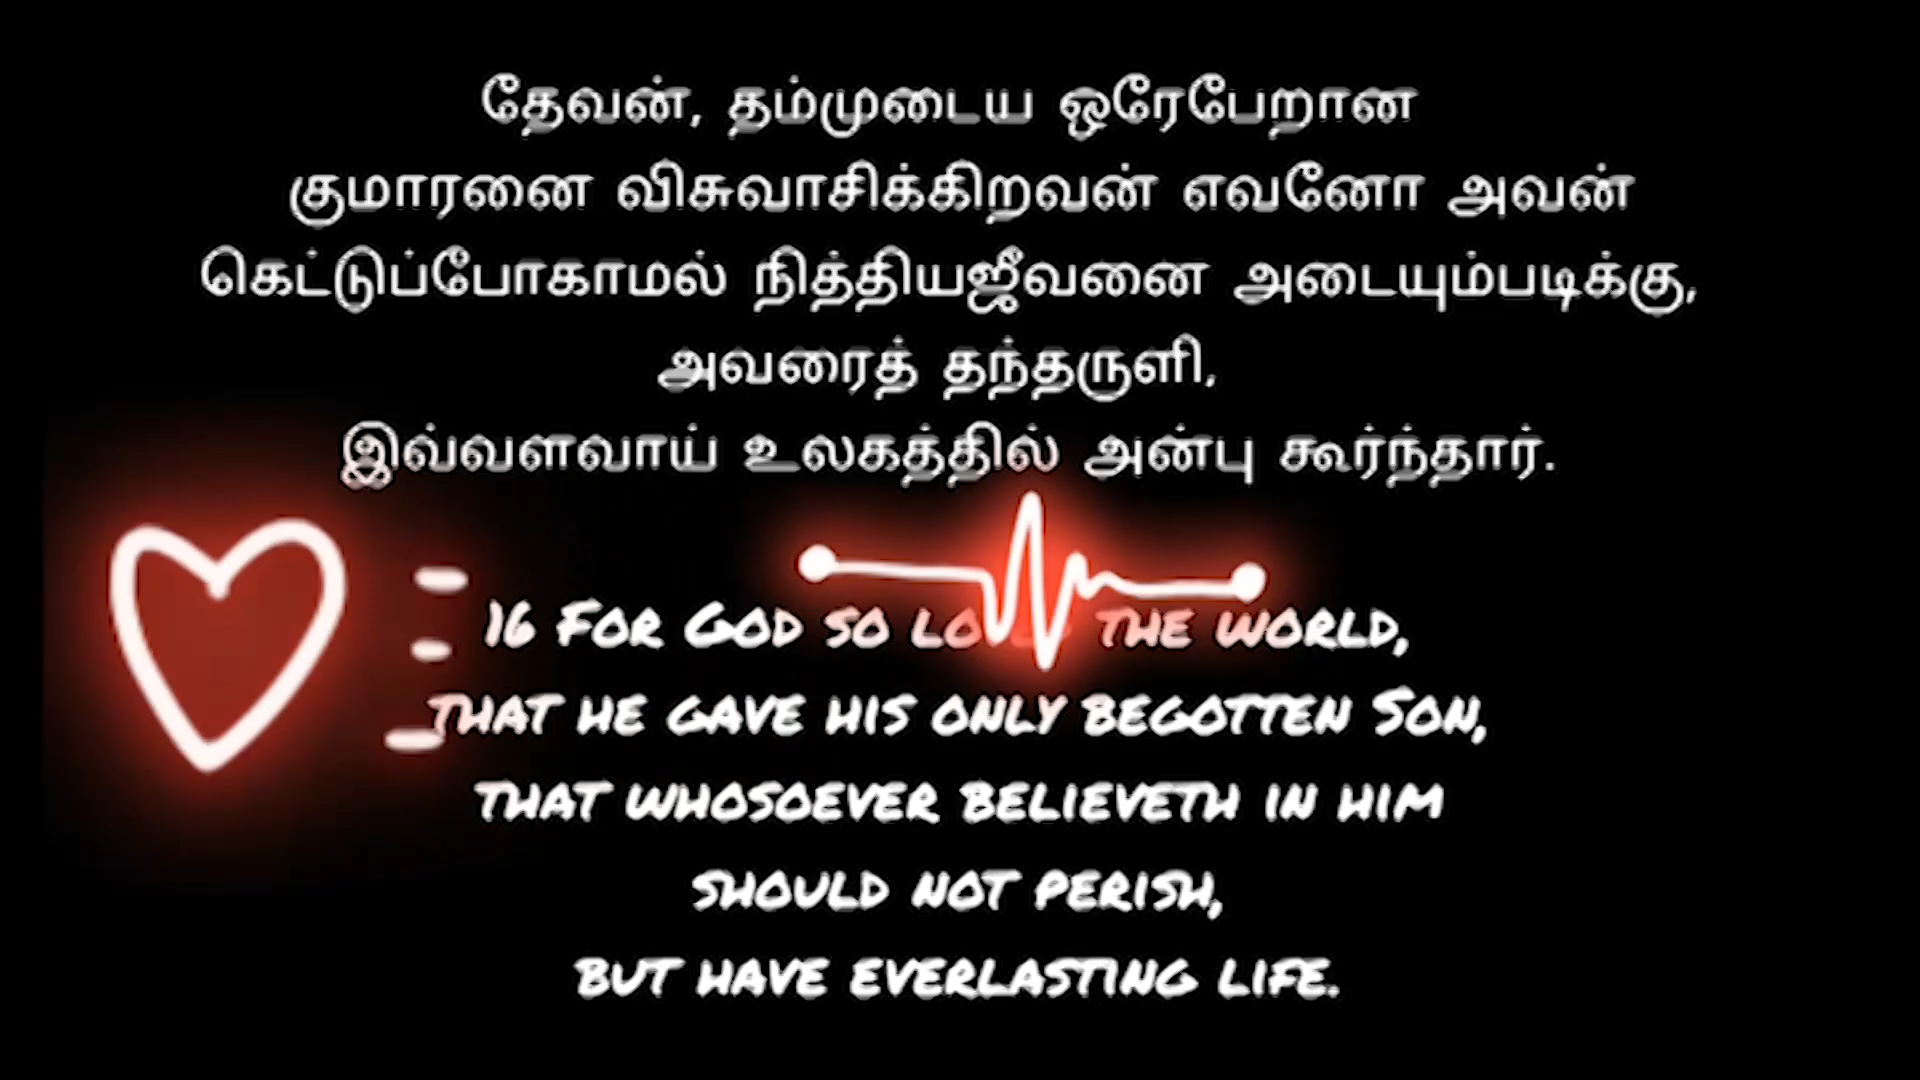 தேவன், தம்முடைய ஒரேபேறான
குமாரனை விசுவாசிக்கிறவன் எவனோ அவன்
கெட்டுப்போகாமல் நித்தியஜீவனை அடையும்படிக்கு,
அவரைத் தந்தருளி,
இவ்வளவாய் உலகத்தில் அன்பு கூர்ந்தார்.
16 For God so the world,
that he gave his only begotten Son,
that whosoever believeth in him
should not perish,
but have everlasting life.